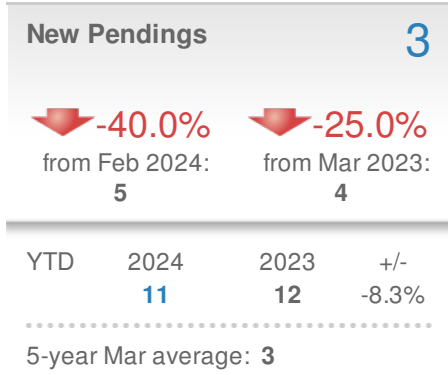 New Pendings 3
-40.0% -25.0%
from Feb 2024: from Mar 2023:
5 4
YTD 2024 2023 +/-
11 12 -8.3%
5-year Mar average: 3